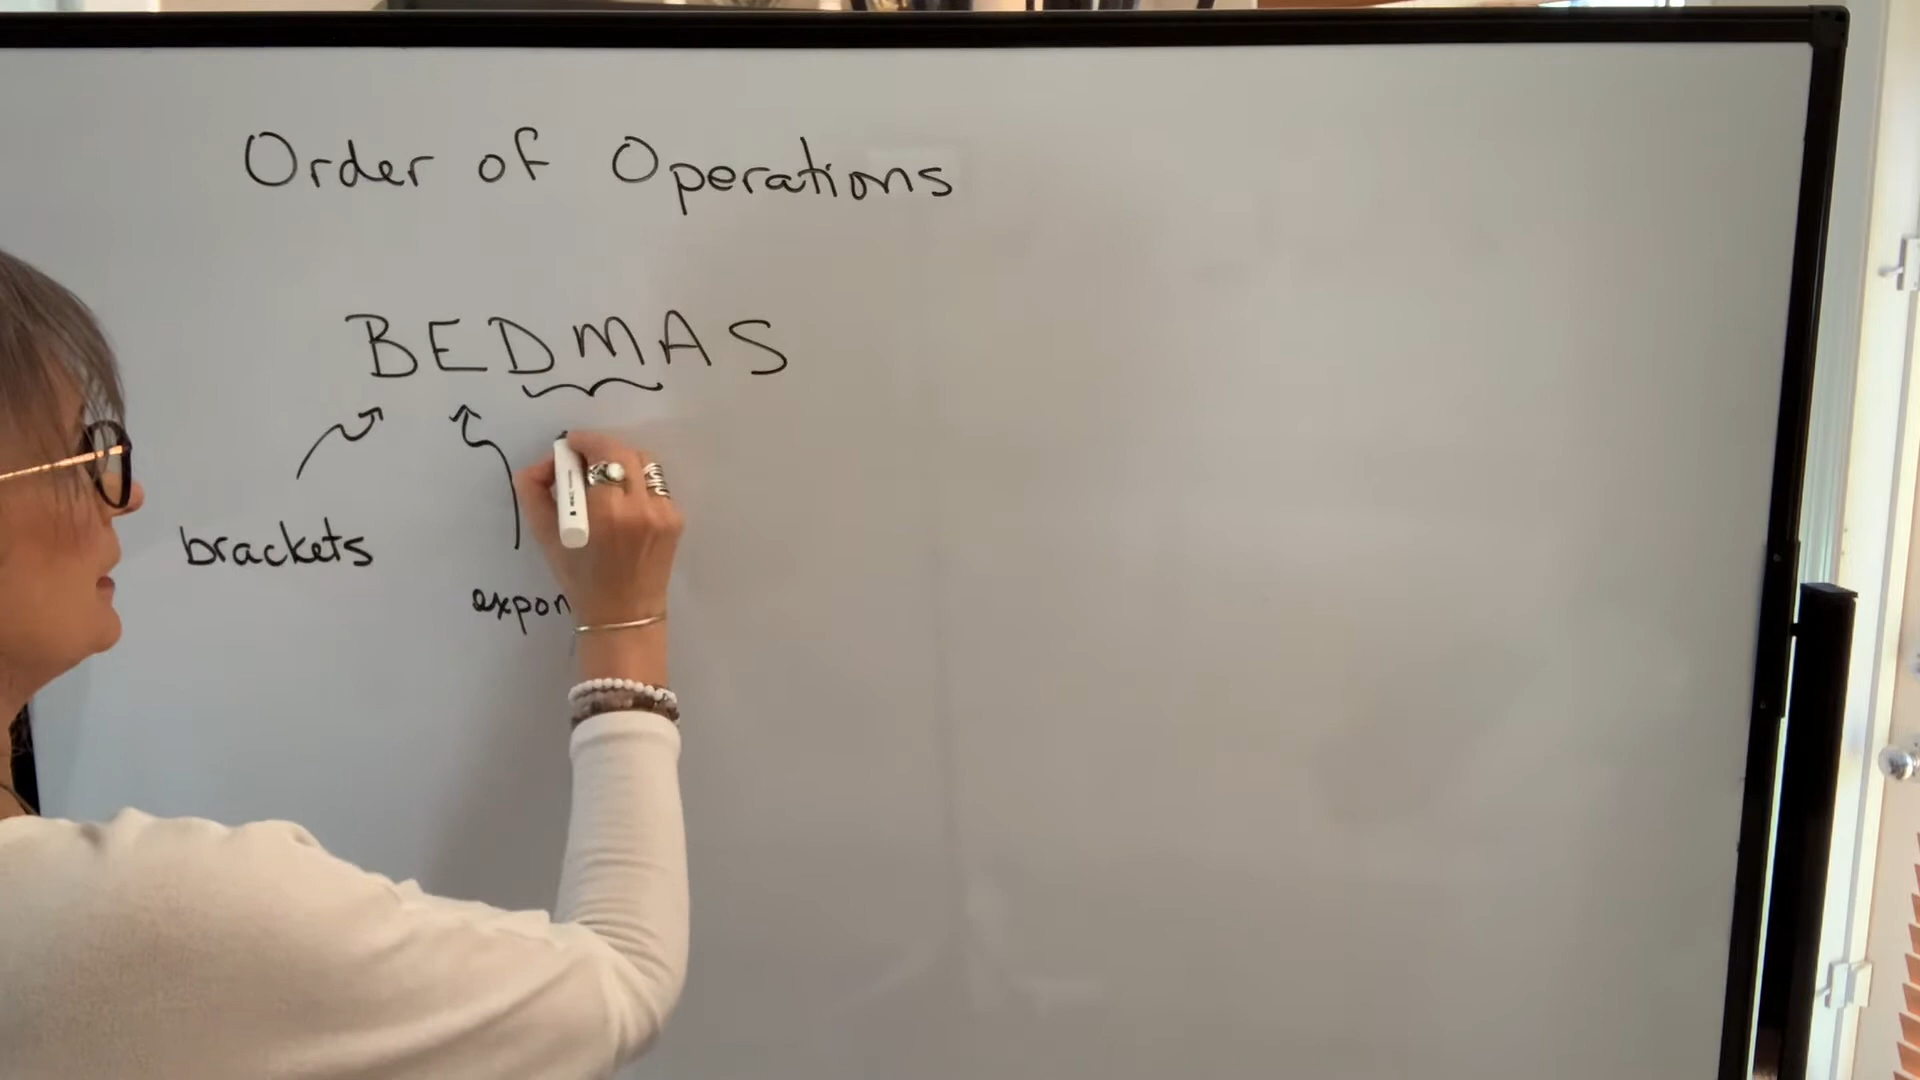 Order of Operations
BEDMAS
brackets
expon